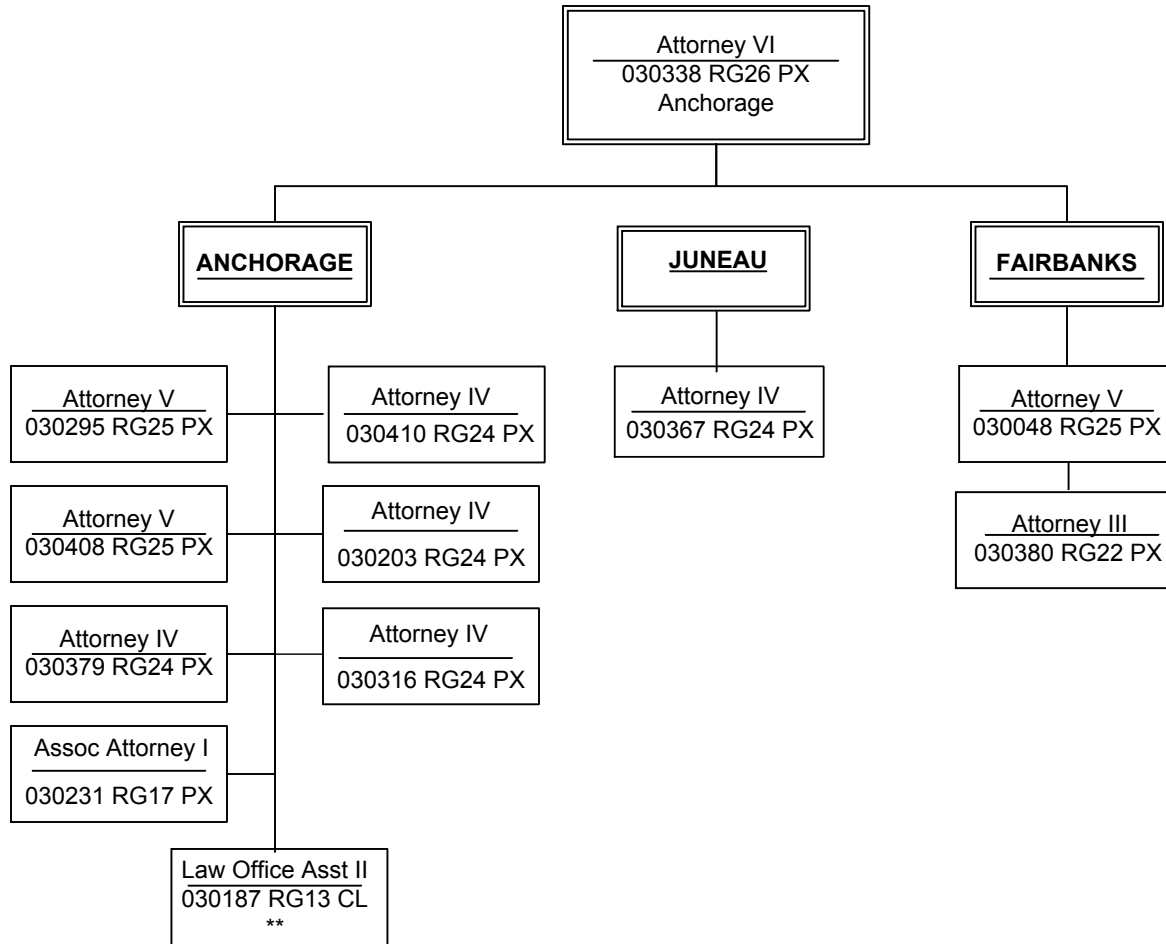 Attorney VI
030338 RG26 PX
Anchorage
ANCHORAGE
JUNEAU
FAIRBANKS
Attorney V
030295 RG25 PX
Attorney IV
030410 RG24 PX
Attorney IV
030367 RG24 PX
Attorney V
030048 RG25 PX
Attorney V
030408 RG25 PX
Attorney IV
030203 RG24 PX
Attorney III
030380 RG22 PX
Attorney IV
030379 RG24 PX
Attorney IV
030316 RG24 PX
Assoc Attorney I
030231 RG17 PX
Law Office Asst II
030187 RG13 CL
**